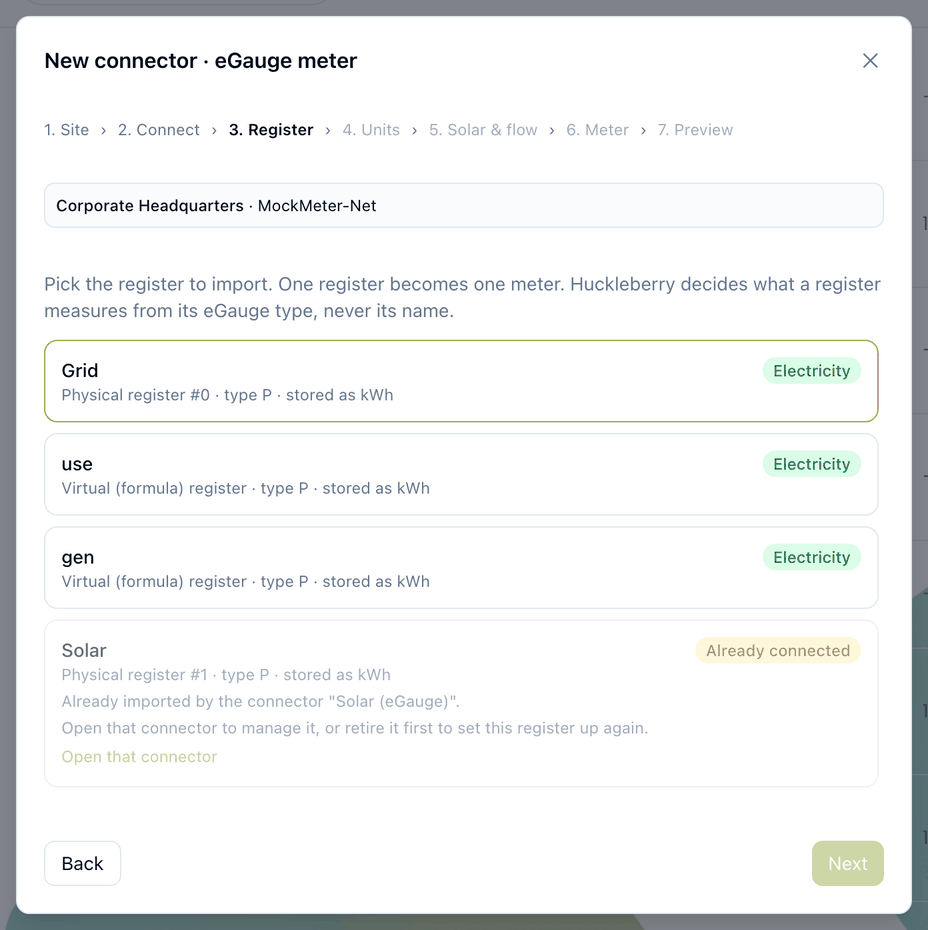 New connector · eGauge meter
1. Site › 2. Connect › 3. Register › 4. Units › 5. Solar & flow › 6. Meter › 7. Preview
Corporate Headquarters · MockMeter-Net
Pick the register to import. One register becomes one meter. Huckleberry decides what a register
measures from its eGauge type, never its name.
Grid
Electricity
Physical register #0 · type P · stored as kWh
use
Electricity
Virtual (formula) register · type P · stored as kWh
gen
Electricity
Virtual (formula) register · type P · stored as kWh
Solar
Already connected
Physical register #1 · type P · stored as kWh
Already imported by the connector "Solar (eGauge)".
Open that connector to manage it, or retire it first to set this register up again.
Open that connector
Back
Next